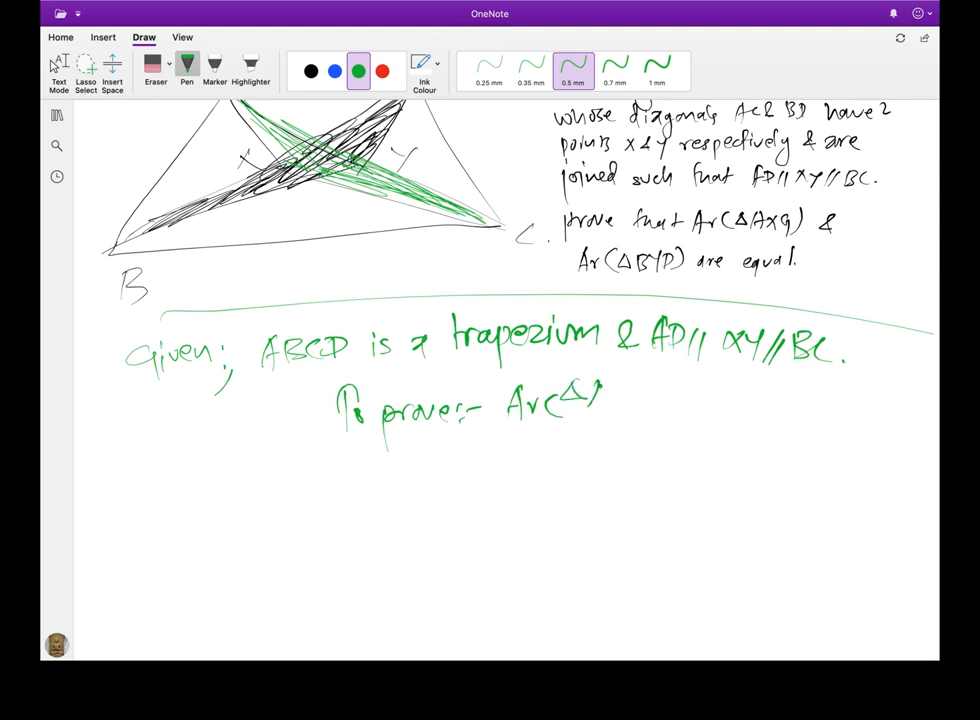 OneNote
Home Insert Draw View
Text Mode Lasso Select Insert Space Eraser Pen Marker Highlighter Ink Colour 0.25 mm 0.35 mm 0.5 mm 0.7 mm 1 mm
whose diagonals AC & BD have 2
points X & Y respectively & are
joined such that AD // XY // BC.
prove that Ar(△AXG) &
Ar(△BYD) are equal.
X Y
C.
B
Given; ABCD is a trapezium & AD // XY // BC.
To prove:- Ar(△